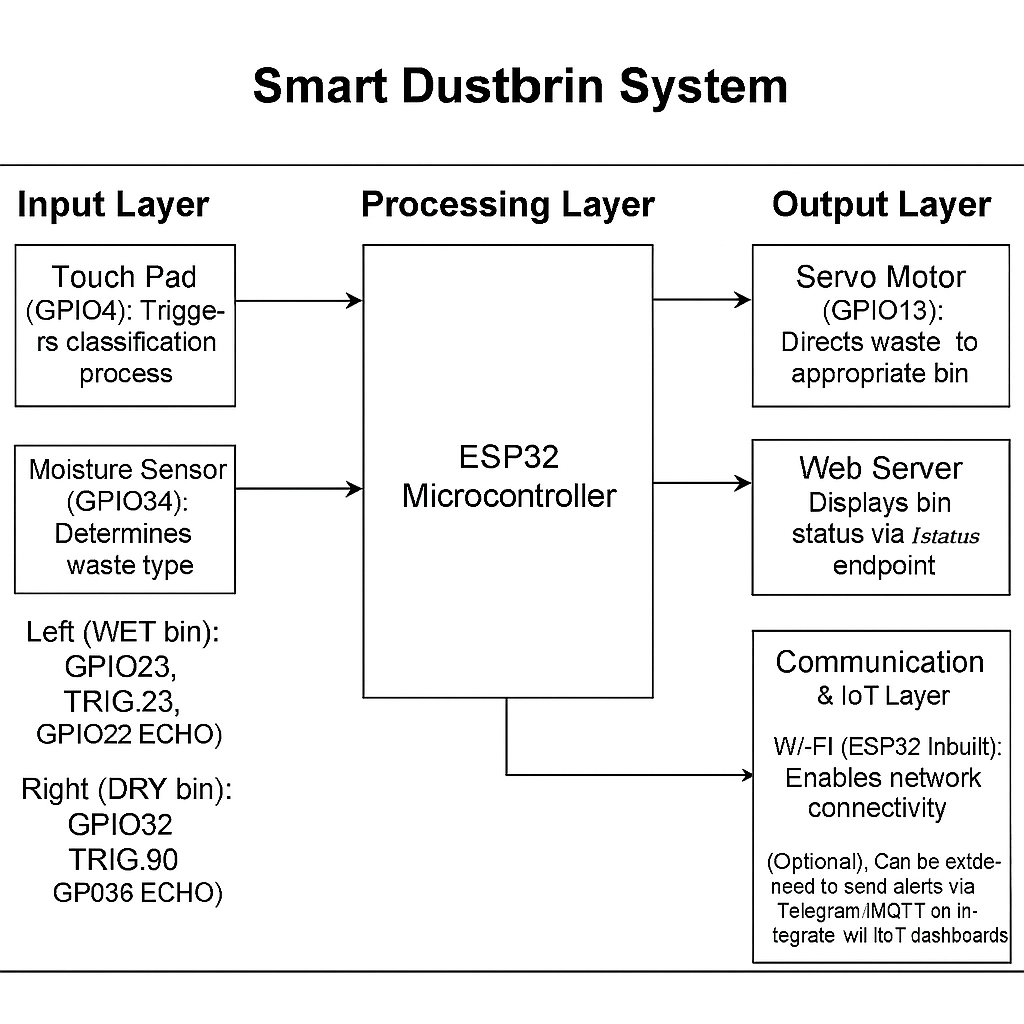 Smart Dustbrin System
Input Layer
Touch Pad
(GPIO4): Trigge-
rs classification
process
Moisture Sensor
(GPIO34):
Determines
waste type
Left (WET bin):
GPIO23,
TRIG.23,
GPIO22 ECHO)
Right (DRY bin):
GPIO32
TRIG.90
GP036 ECHO)
Processing Layer
ESP32
Microcontroller
Output Layer
Servo Motor
(GPIO13):
Directs waste to
appropriate bin
Web Server
Displays bin
status via Istatus
endpoint
Communication
& IoT Layer
W/-FI (ESP32 Inbuilt):
Enables network
connectivity
(Optional), Can be extde-
need to send alerts via
Telegram/IMQTT on in-
tegrate wil ItoT dashboards